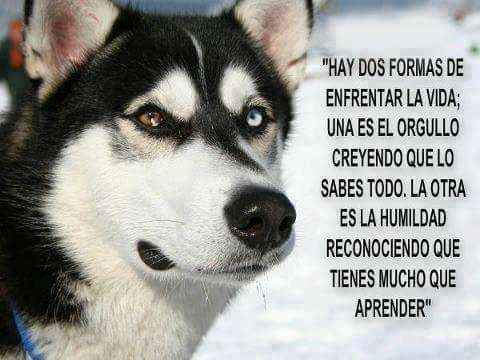 "HAY DOS FORMAS DE
ENFRENTAR LA VIDA;
UNA ES EL ORGULLO
CREYENDO QUE LO
SABES TODO. LA OTRA
ES LA HUMILDAD
RECONOCIENDO QUE
TIENES MUCHO QUE
APRENDER"